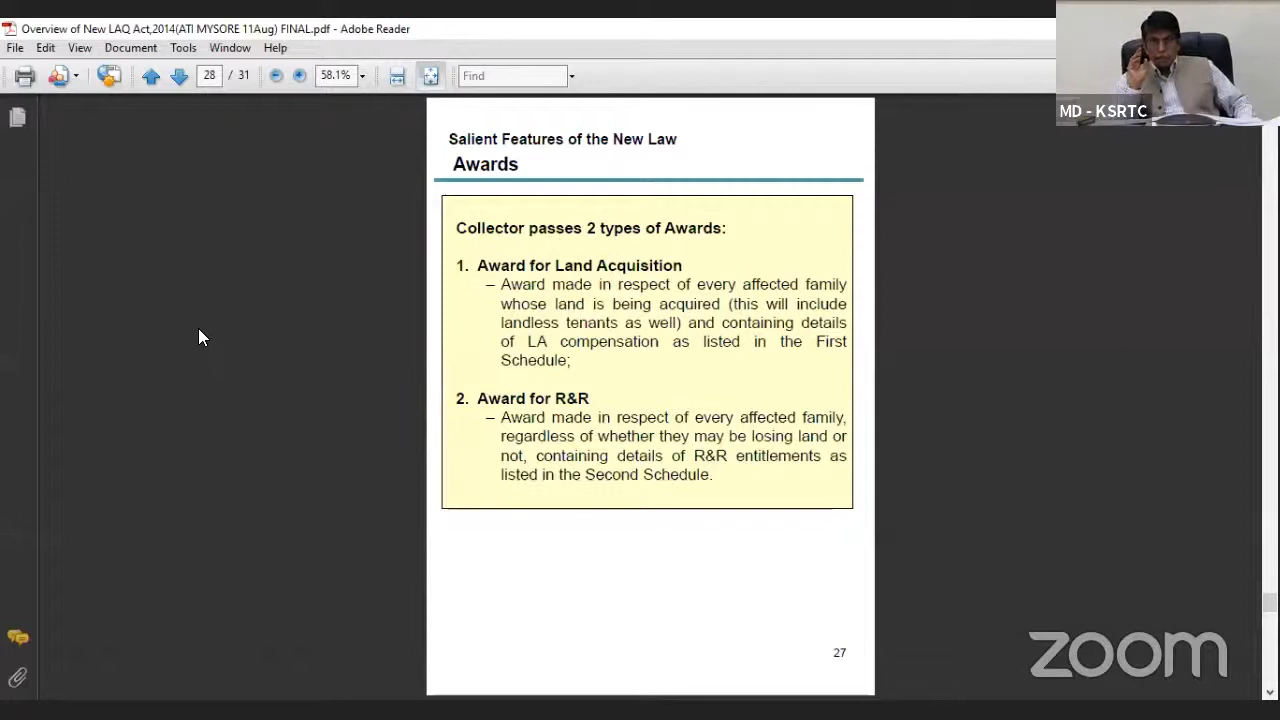 Overview of New LAQ Act,2014(ATI MYSORE 11Aug) FINAL.pdf - Adobe Reader
File Edit View Document Tools Window Help
28 / 31 58.1% Find
MD - KSRTC
Salient Features of the New Law
Awards
Collector passes 2 types of Awards:
1. Award for Land Acquisition
– Award made in respect of every affected family
whose land is being acquired (this will include
landless tenants as well) and containing details
of LA compensation as listed in the First
Schedule;
2. Award for R&R
– Award made in respect of every affected family,
regardless of whether they may be losing land or
not, containing details of R&R entitlements as
listed in the Second Schedule.
27
zoom